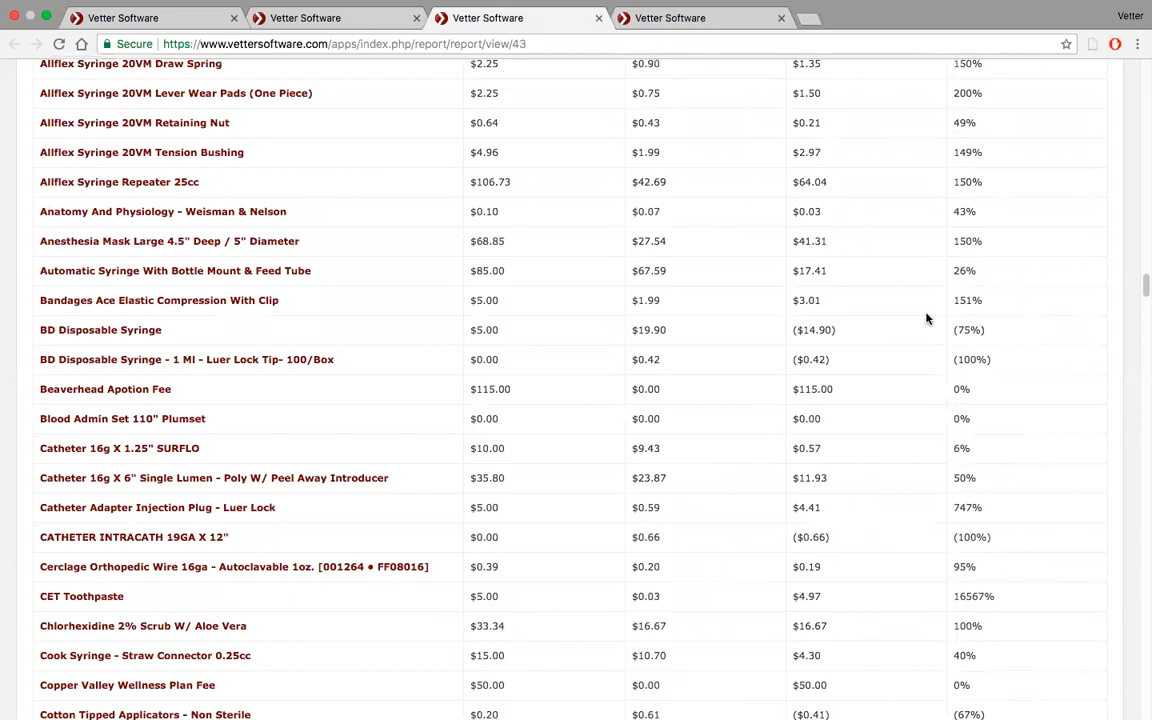 Vetter Software Vetter Software Vetter Software Vetter Software Vetter
Secure https://www.vettersoftware.com/apps/index.php/report/report/view/43
Allflex Syringe 20VM Draw Spring $2.25 $0.90 $1.35 150%
Allflex Syringe 20VM Lever Wear Pads (One Piece) $2.25 $0.75 $1.50 200%
Allflex Syringe 20VM Retaining Nut $0.64 $0.43 $0.21 49%
Allflex Syringe 20VM Tension Bushing $4.96 $1.99 $2.97 149%
Allflex Syringe Repeater 25cc $106.73 $42.69 $64.04 150%
Anatomy And Physiology - Weisman & Nelson $0.10 $0.07 $0.03 43%
Anesthesia Mask Large 4.5" Deep / 5" Diameter $68.85 $27.54 $41.31 150%
Automatic Syringe With Bottle Mount & Feed Tube $85.00 $67.59 $17.41 26%
Bandages Ace Elastic Compression With Clip $5.00 $1.99 $3.01 151%
BD Disposable Syringe $5.00 $19.90 ($14.90) (75%)
BD Disposable Syringe - 1 Ml - Luer Lock Tip- 100/Box $0.00 $0.42 ($0.42) (100%)
Beaverhead Apotion Fee $115.00 $0.00 $115.00 0%
Blood Admin Set 110" Plumset $0.00 $0.00 $0.00 0%
Catheter 16g X 1.25" SURFLO $10.00 $9.43 $0.57 6%
Catheter 16g X 6" Single Lumen - Poly W/ Peel Away Introducer $35.80 $23.87 $11.93 50%
Catheter Adapter Injection Plug - Luer Lock $5.00 $0.59 $4.41 747%
CATHETER INTRACATH 19GA X 12" $0.00 $0.66 ($0.66) (100%)
Cerclage Orthopedic Wire 16ga - Autoclavable 1oz. [001264 • FF08016] $0.39 $0.20 $0.19 95%
CET Toothpaste $5.00 $0.03 $4.97 16567%
Chlorhexidine 2% Scrub W/ Aloe Vera $33.34 $16.67 $16.67 100%
Cook Syringe - Straw Connector 0.25cc $15.00 $10.70 $4.30 40%
Copper Valley Wellness Plan Fee $50.00 $0.00 $50.00 0%
Cotton Tipped Applicators - Non Sterile $0.20 $0.61 ($0.41) (67%)